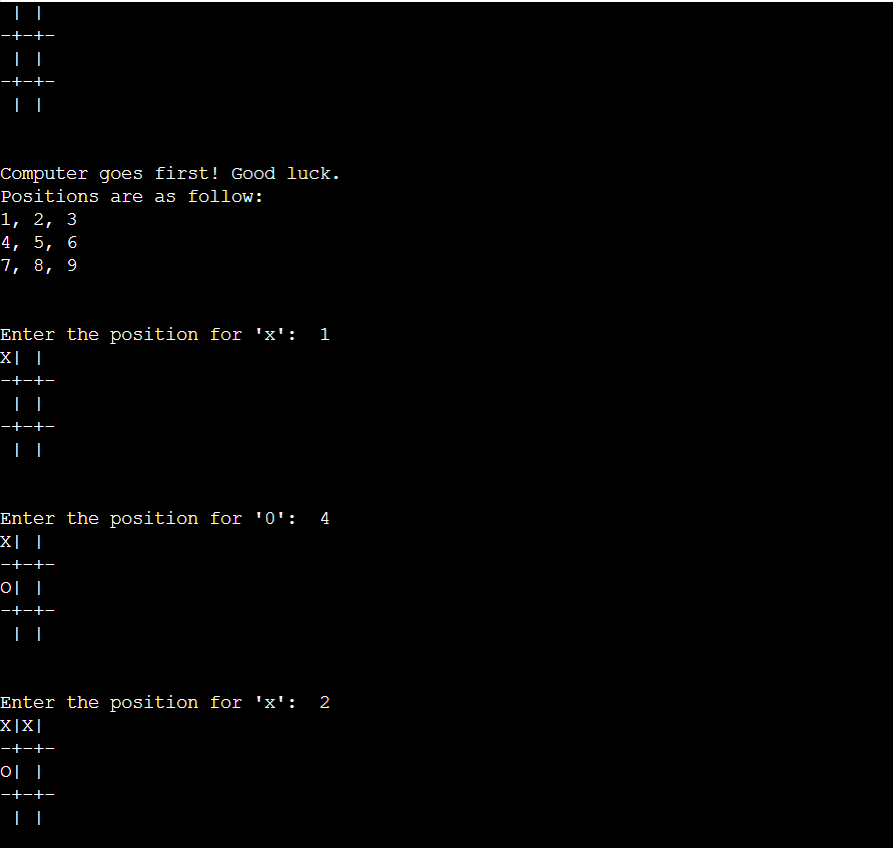 | |
-+-+-
 | |
-+-+-
 | |
Computer goes first! Good luck.
Positions are as follow:
1, 2, 3
4, 5, 6
7, 8, 9
Enter the position for 'x':  1
X| |
-+-+-
 | |
-+-+-
 | |
Enter the position for 'O':  4
X| |
-+-+-
O| |
-+-+-
 | |
Enter the position for 'x':  2
X|X|
-+-+-
O| |
-+-+-
 | |